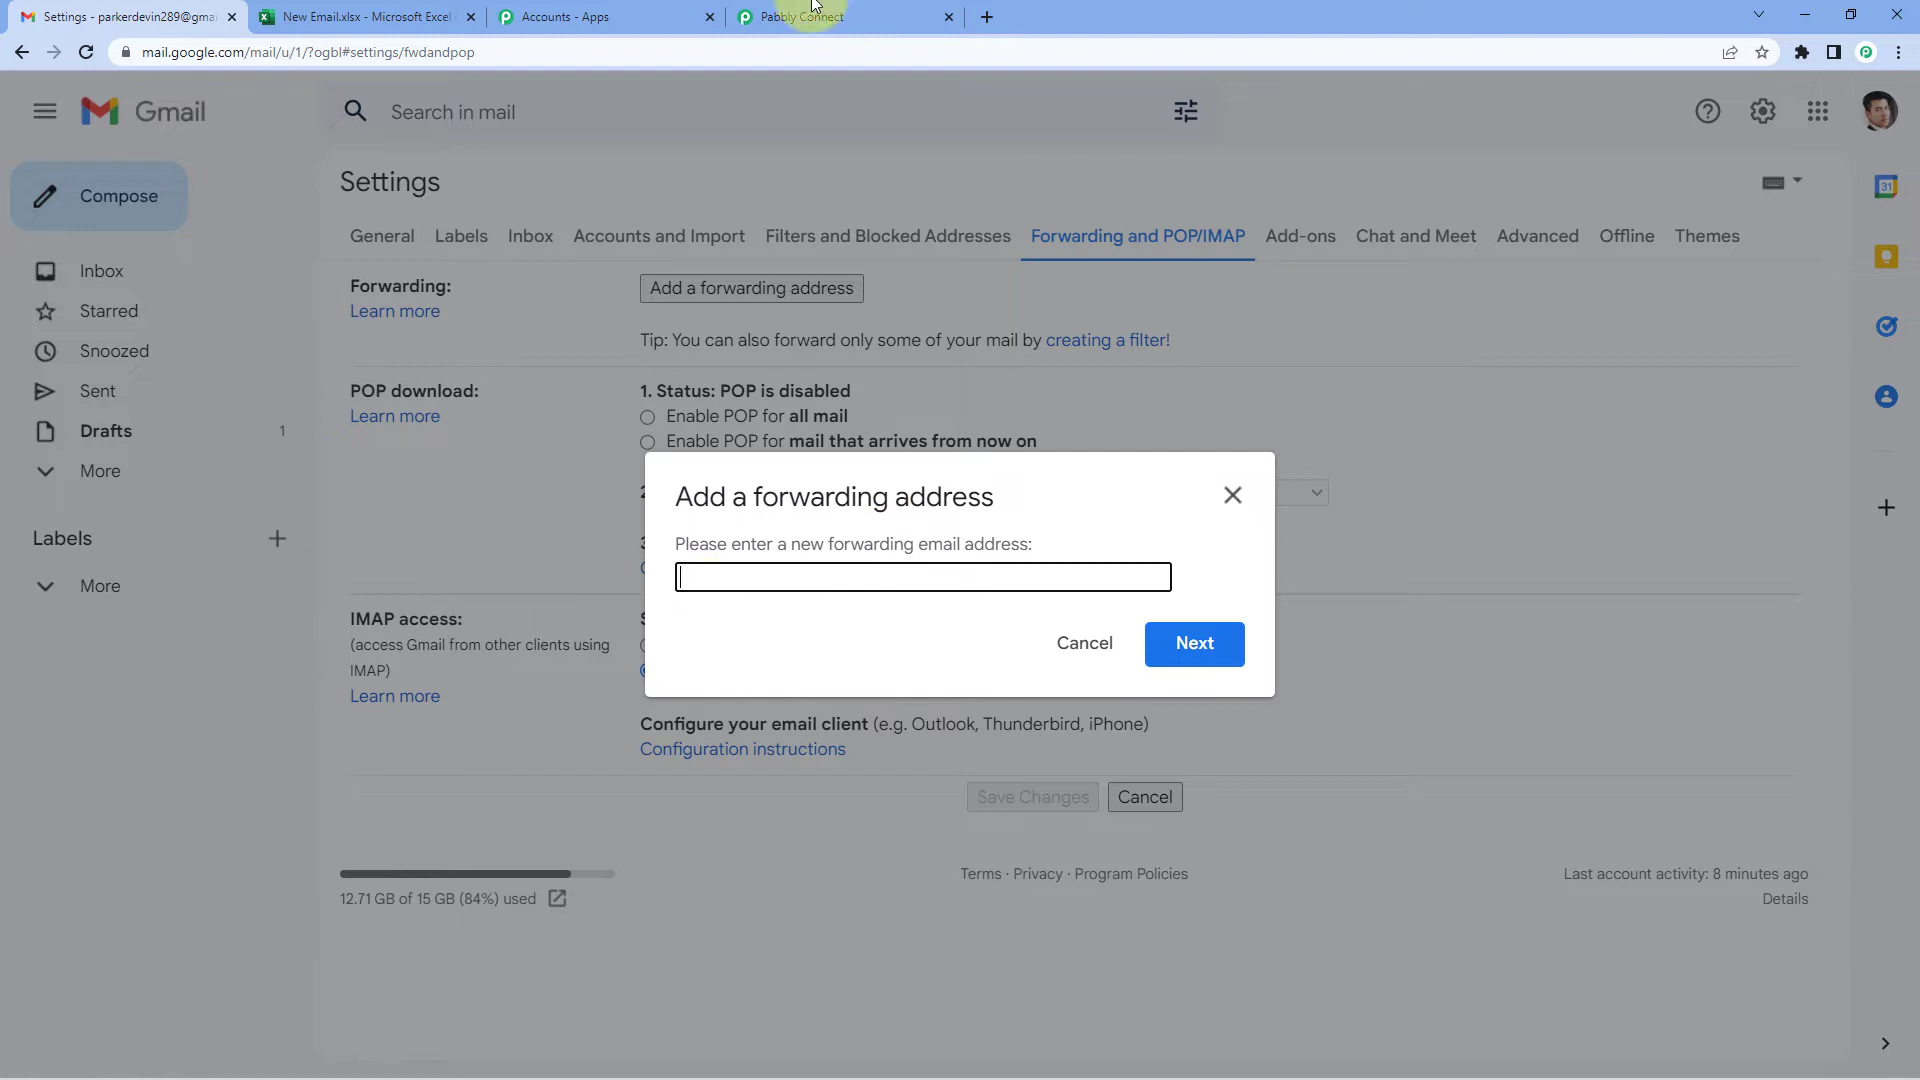 Settings - parkerdevin289@gmai
New Email.xlsx - Microsoft Excel
Accounts - Apps
Pabbly Connect
mail.google.com/mail/u/1/?ogbl#settings/fwdandpop
Gmail
Search in mail
Compose
Inbox
Starred
Snoozed
Sent
Drafts 1
More
Labels
More
Settings
General Labels Inbox Accounts and Import Filters and Blocked Addresses Forwarding and POP/IMAP Add-ons Chat and Meet Advanced Offline Themes
Forwarding:
Learn more
Add a forwarding address
Tip: You can also forward only some of your mail by creating a filter!
POP download:
Learn more
1. Status: POP is disabled
Enable POP for all mail
Enable POP for mail that arrives from now on
Add a forwarding address
Please enter a new forwarding email address:
Cancel Next
IMAP access:
(access Gmail from other clients using
IMAP)
Learn more
Configure your email client (e.g. Outlook, Thunderbird, iPhone)
Configuration instructions
Save Changes Cancel
12.71 GB of 15 GB (84%) used
Terms · Privacy · Program Policies
Last account activity: 8 minutes ago
Details
31